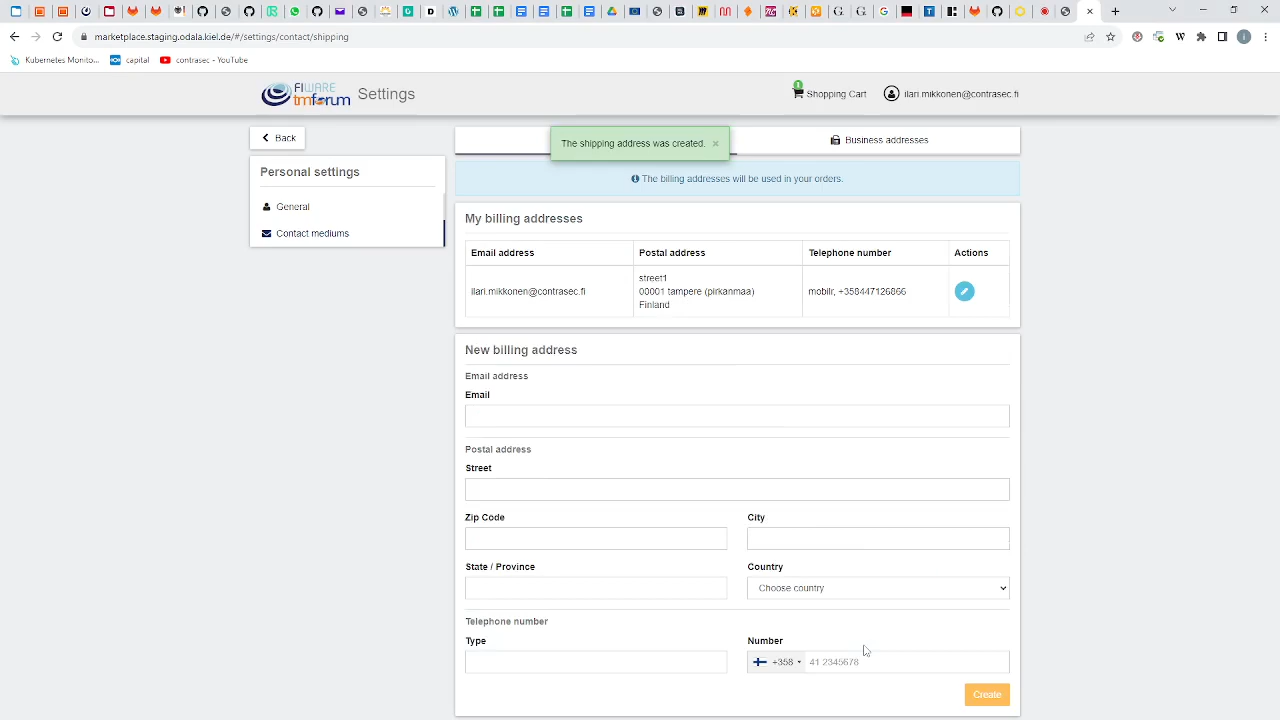 marketplace.staging.odala.kiel.de/#/settings/contact/shipping
Kubernetes Monito...
capital
contrasec - YouTube
FIWARE
tmforum
Settings
1
Shopping Cart
ilari.mikkonen@contrasec.fi
Back
The shipping address was created. ×
Business addresses
Personal settings
The billing addresses will be used in your orders.
General
Contact mediums
My billing addresses
Email address Postal address Telephone number Actions
street1
ilari.mikkonen@contrasec.fi 00001 tampere (pirkanmaa) mobilr, +358447126866
Finland
New billing address
Email address
Email
Postal address
Street
Zip Code City
State / Province Country
Choose country
Telephone number
Type Number
+358 41 2345678
Create